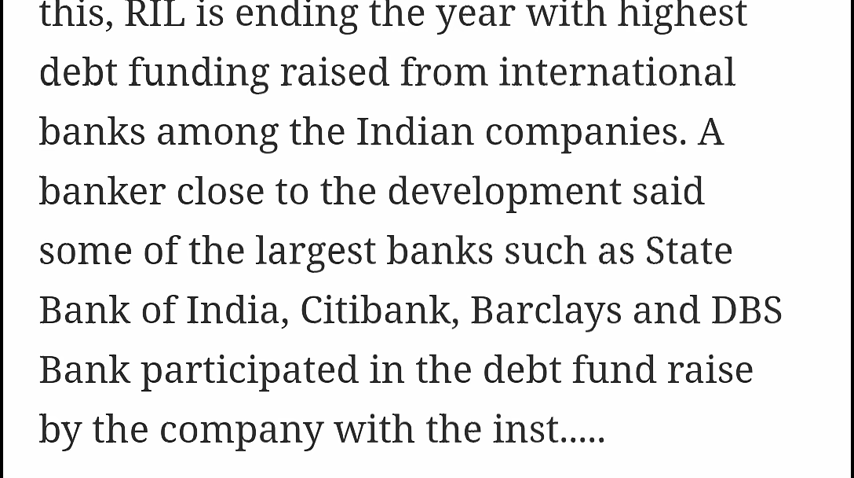 this, RIL is ending the year with highest
debt funding raised from international
banks among the Indian companies. A
banker close to the development said
some of the largest banks such as State
Bank of India, Citibank, Barclays and DBS
Bank participated in the debt fund raise
by the company with the inst.....